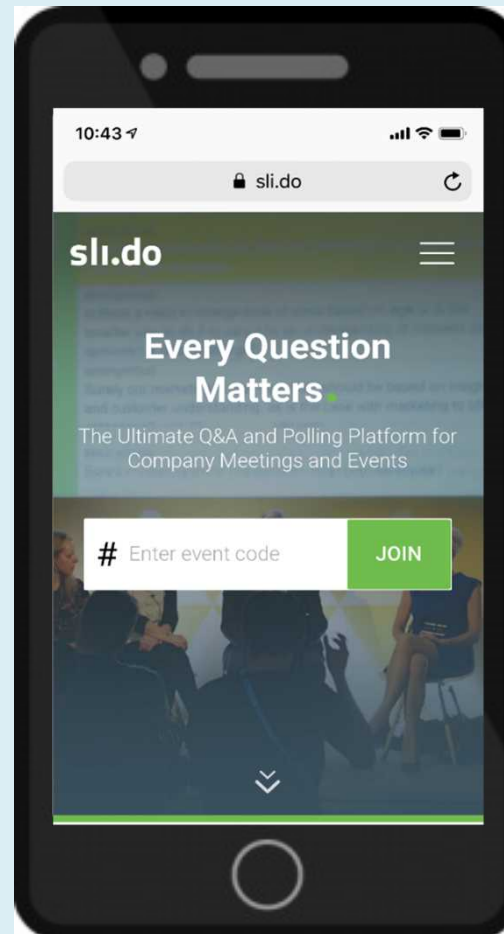 10:43
sli.do
sli.do
Every Question
Matters.
The Ultimate Q&A and Polling Platform for
Company Meetings and Events
# Enter event code
JOIN